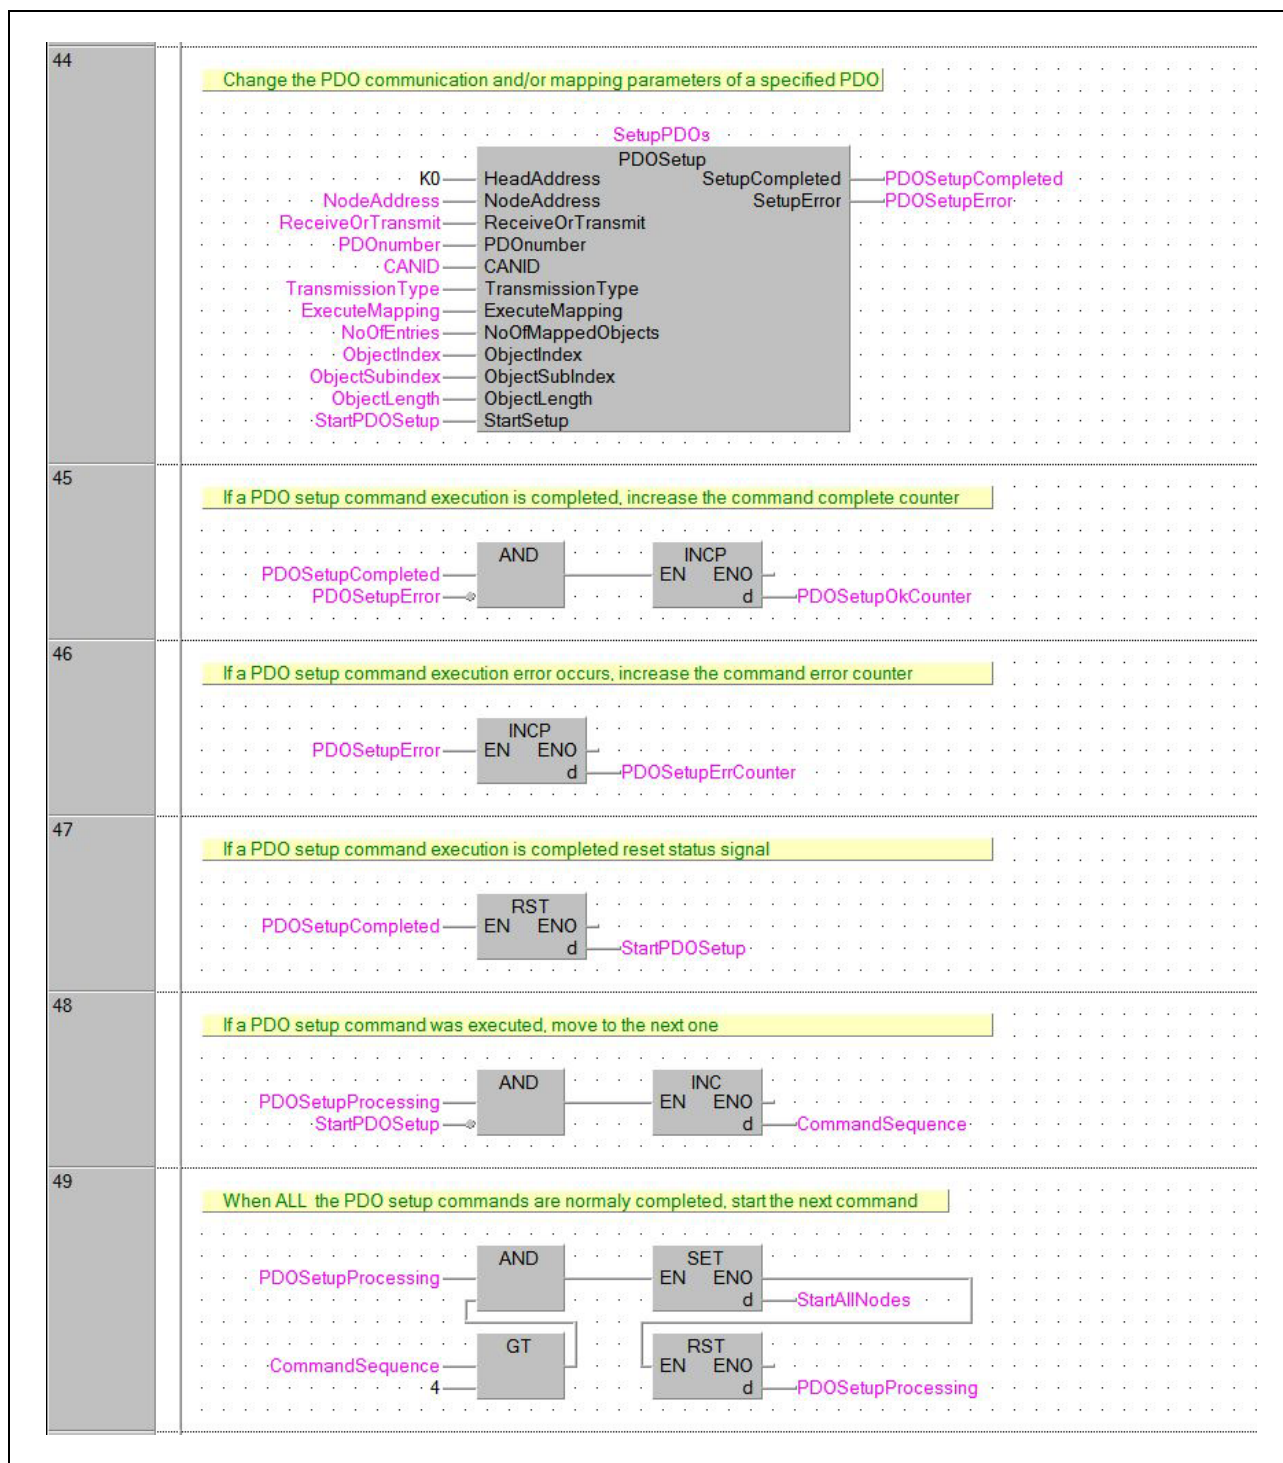 44
Change the PDO communication and/or mapping parameters of a specified PDO
SetupPDOs
PDOSetup
K0 HeadAddress SetupCompleted PDOSetupCompleted
NodeAddress NodeAddress SetupError PDOSetupError
ReceiveOrTransmit ReceiveOrTransmit
PDOnumber PDOnumber
CANID CANID
TransmissionType TransmissionType
ExecuteMapping ExecuteMapping
NoOfEntries NoOfMappedObjects
ObjectIndex ObjectIndex
ObjectSubindex ObjectSubIndex
ObjectLength ObjectLength
StartPDOSetup StartSetup
45
If a PDO setup command execution is completed, increase the command complete counter
AND INCP
PDOSetupCompleted EN ENO
PDOSetupError d PDOSetupOkCounter
46
If a PDO setup command execution error occurs, increase the command error counter
INCP
PDOSetupError EN ENO
d PDOSetupErrCounter
47
If a PDO setup command execution is completed reset status signal
RST
PDOSetupCompleted EN ENO
d StartPDOSetup
48
If a PDO setup command was executed, move to the next one
AND INC
PDOSetupProcessing EN ENO
StartPDOSetup d CommandSequence
49
When ALL the PDO setup commands are normaly completed, start the next command
AND SET
PDOSetupProcessing EN ENO
d StartAllNodes
GT RST
CommandSequence EN ENO
4 d PDOSetupProcessing